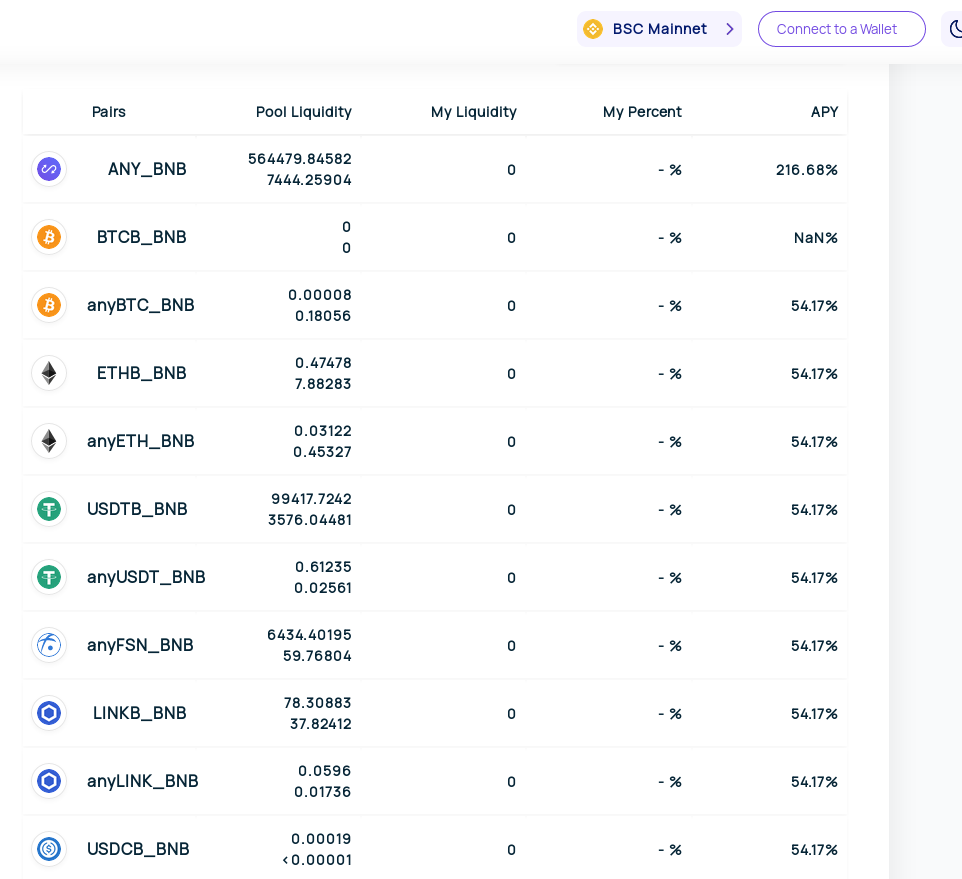 BSC Mainnet
Connect to a Wallet
Pairs Pool Liquidity My Liquidity My Percent APY
ANY_BNB 564479.84582 7444.25904 0 - % 216.68%
BTCB_BNB 0 0 0 - % NaN%
anyBTC_BNB 0.00008 0.18056 0 - % 54.17%
ETHB_BNB 0.47478 7.88283 0 - % 54.17%
anyETH_BNB 0.03122 0.45327 0 - % 54.17%
USDTB_BNB 99417.7242 3576.04481 0 - % 54.17%
anyUSDT_BNB 0.61235 0.02561 0 - % 54.17%
anyFSN_BNB 6434.40195 59.76804 0 - % 54.17%
LINKB_BNB 78.30883 37.82412 0 - % 54.17%
anyLINK_BNB 0.0596 0.01736 0 - % 54.17%
USDCB_BNB 0.00019 <0.00001 0 - % 54.17%